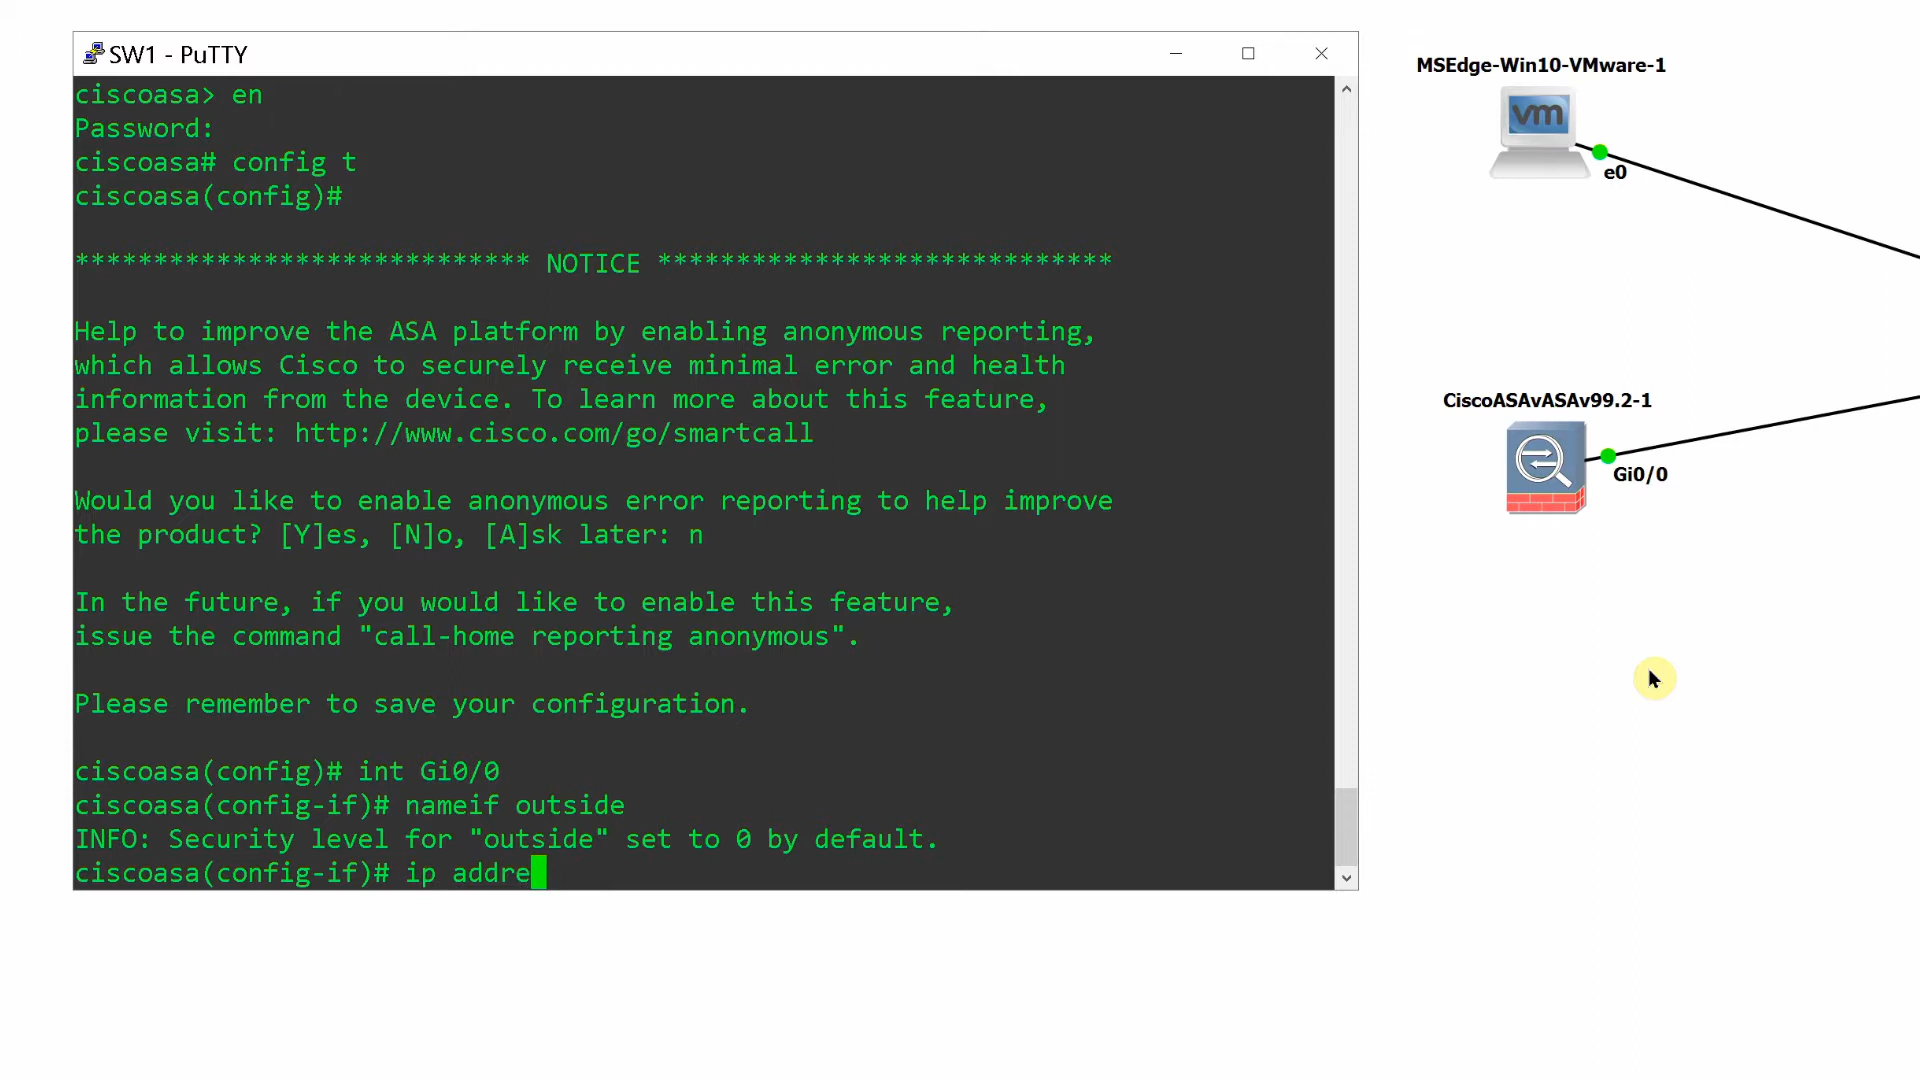 SW1 - PuTTY
ciscoasa> en
Password:
ciscoasa# config t
ciscoasa(config)#
***************************** NOTICE *****************************
Help to improve the ASA platform by enabling anonymous reporting,
which allows Cisco to securely receive minimal error and health
information from the device. To learn more about this feature,
please visit: http://www.cisco.com/go/smartcall
Would you like to enable anonymous error reporting to help improve
the product? [Y]es, [N]o, [A]sk later: n
In the future, if you would like to enable this feature,
issue the command "call-home reporting anonymous".
Please remember to save your configuration.
ciscoasa(config)# int Gi0/0
ciscoasa(config-if)# nameif outside
INFO: Security level for "outside" set to 0 by default.
ciscoasa(config-if)# ip addre
MSEdge-Win10-VMware-1
vm
e0
CiscoASAvASAv99.2-1
Gi0/0